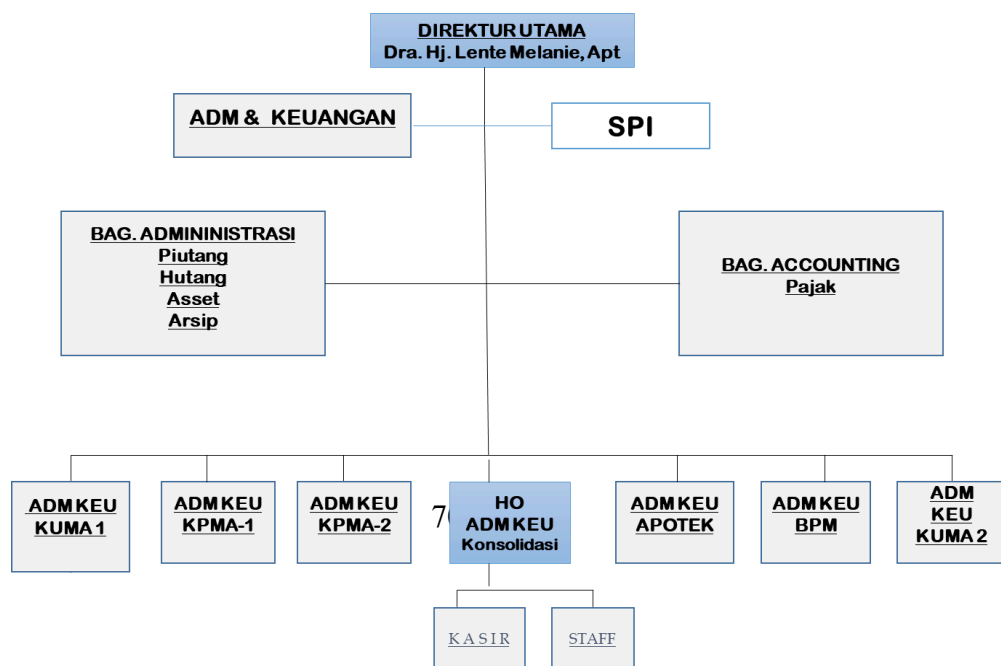 DIREKTUR UTAMA
Dra. Hj. Lente Melanie, Apt
ADM & KEUANGAN
SPI
BAG. ADMININISTRASI
Piutang
Hutang
Asset
Arsip
BAG. ACCOUNTING
Pajak
ADM KEU
KUMA 1
ADM KEU
KPMA-1
ADM KEU
KPMA-2
HO
ADM KEU
Konsolidasi
ADM KEU
APOTEK
ADM KEU
BPM
ADM
KEU
KUMA 2
K A S I R
STAFF